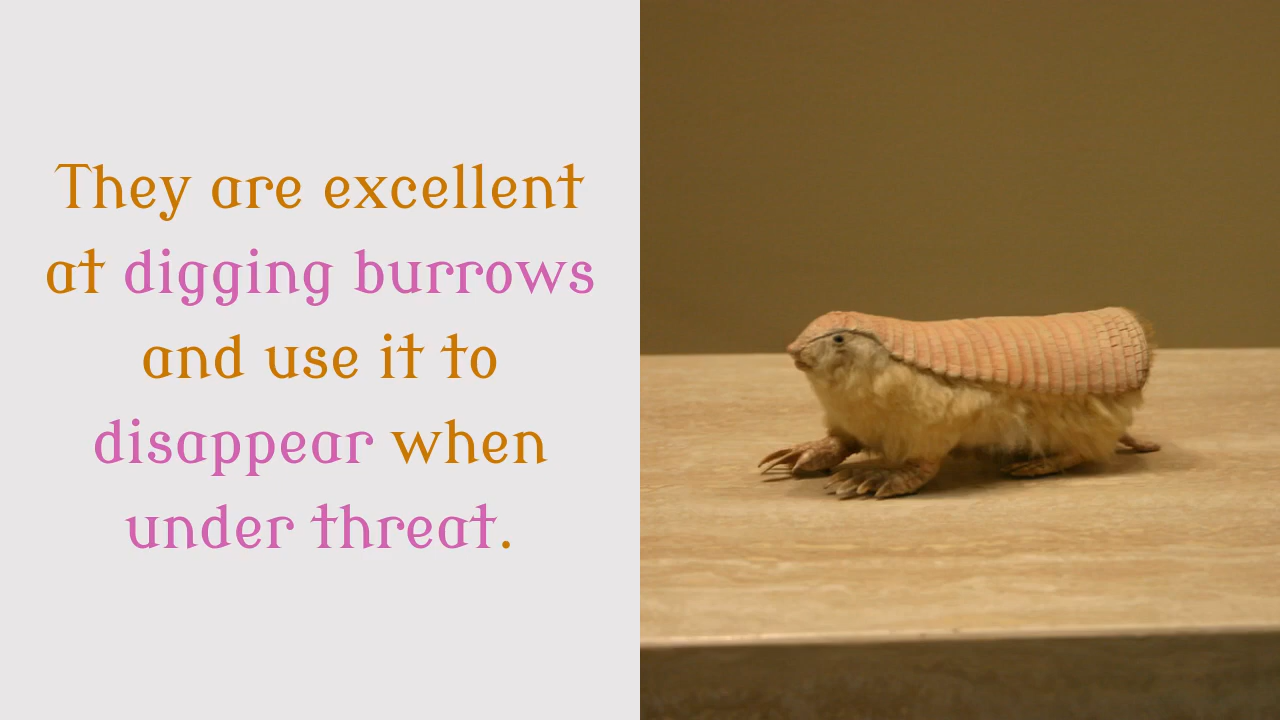 They are excellent
at digging burrows
and use it to
disappear when
under threat.